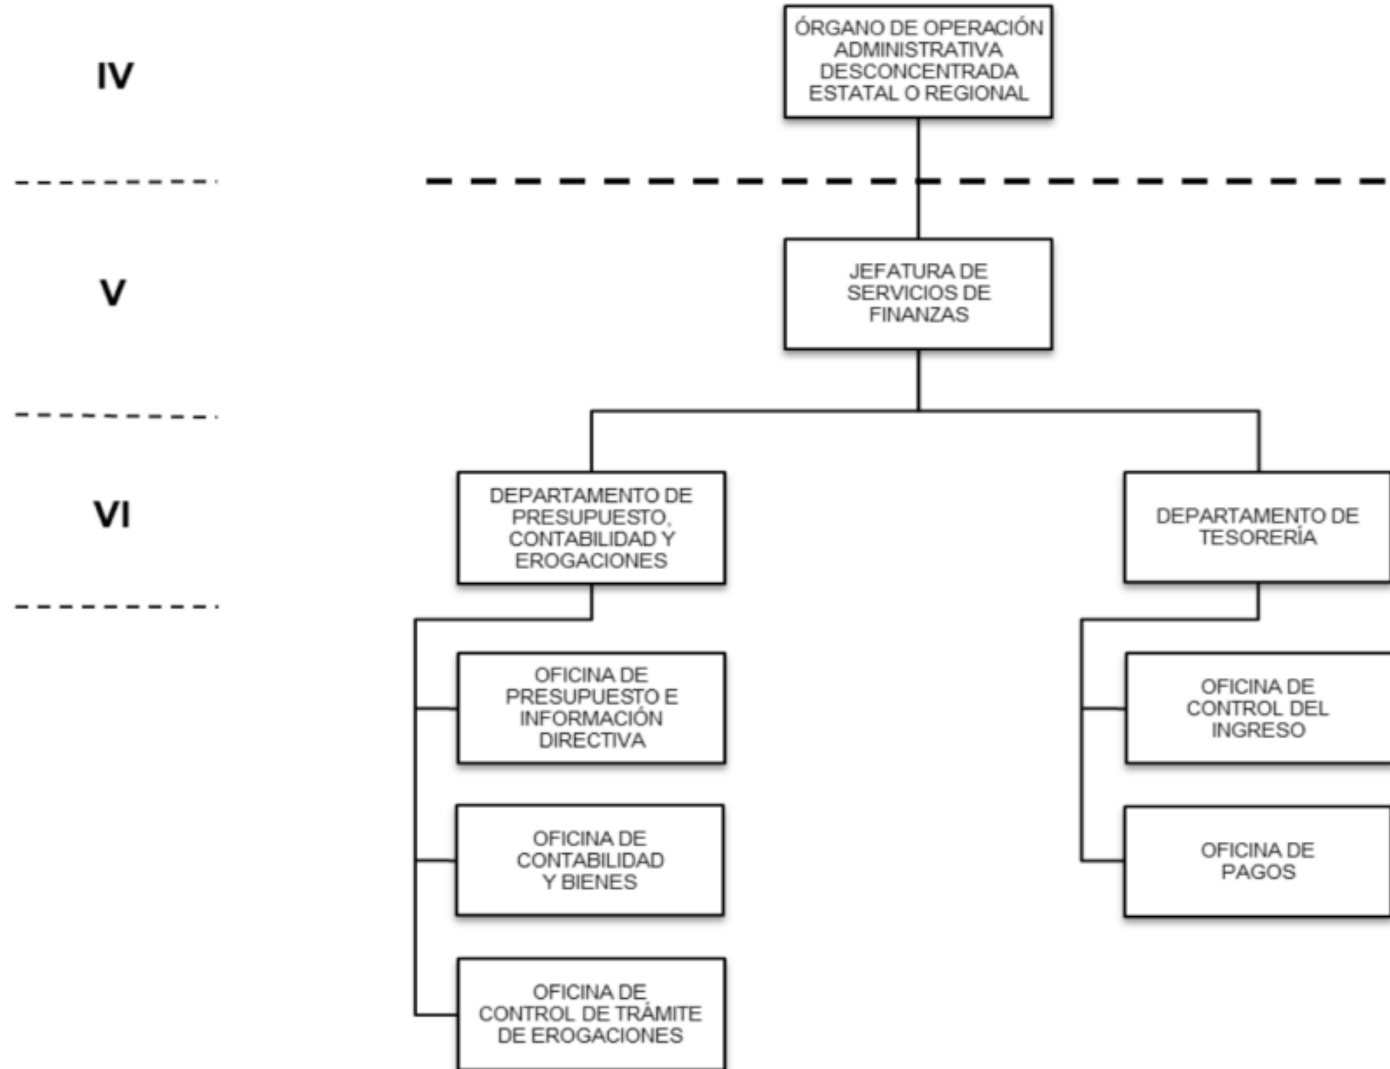 IV
ÓRGANO DE OPERACIÓN
ADMINISTRATIVA
DESCONCENTRADA
ESTATAL O REGIONAL
V
JEFATURA DE
SERVICIOS DE
FINANZAS
VI
DEPARTAMENTO DE
PRESUPUESTO,
CONTABILIDAD Y
EROGACIONES
DEPARTAMENTO DE
TESORERÍA
OFICINA DE
PRESUPUESTO E
INFORMACIÓN
DIRECTIVA
OFICINA DE
CONTROL DEL
INGRESO
OFICINA DE
CONTABILIDAD
Y BIENES
OFICINA DE
PAGOS
OFICINA DE
CONTROL DE TRÁMITE
DE EROGACIONES